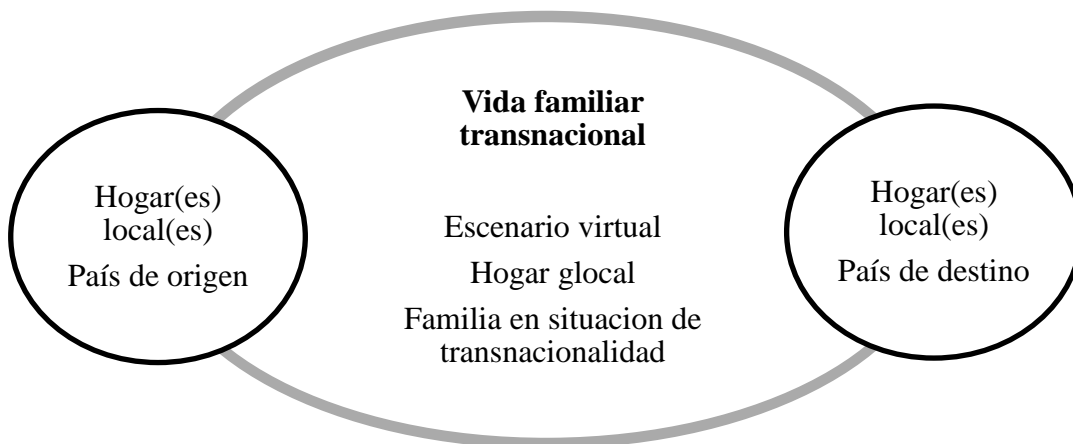 Vida familiar
transnacional
Hogar(es)
local(es)
País de origen
Escenario virtual
Hogar glocal
Familia en situacion de
transnacionalidad
Hogar(es)
local(es)
País de destino